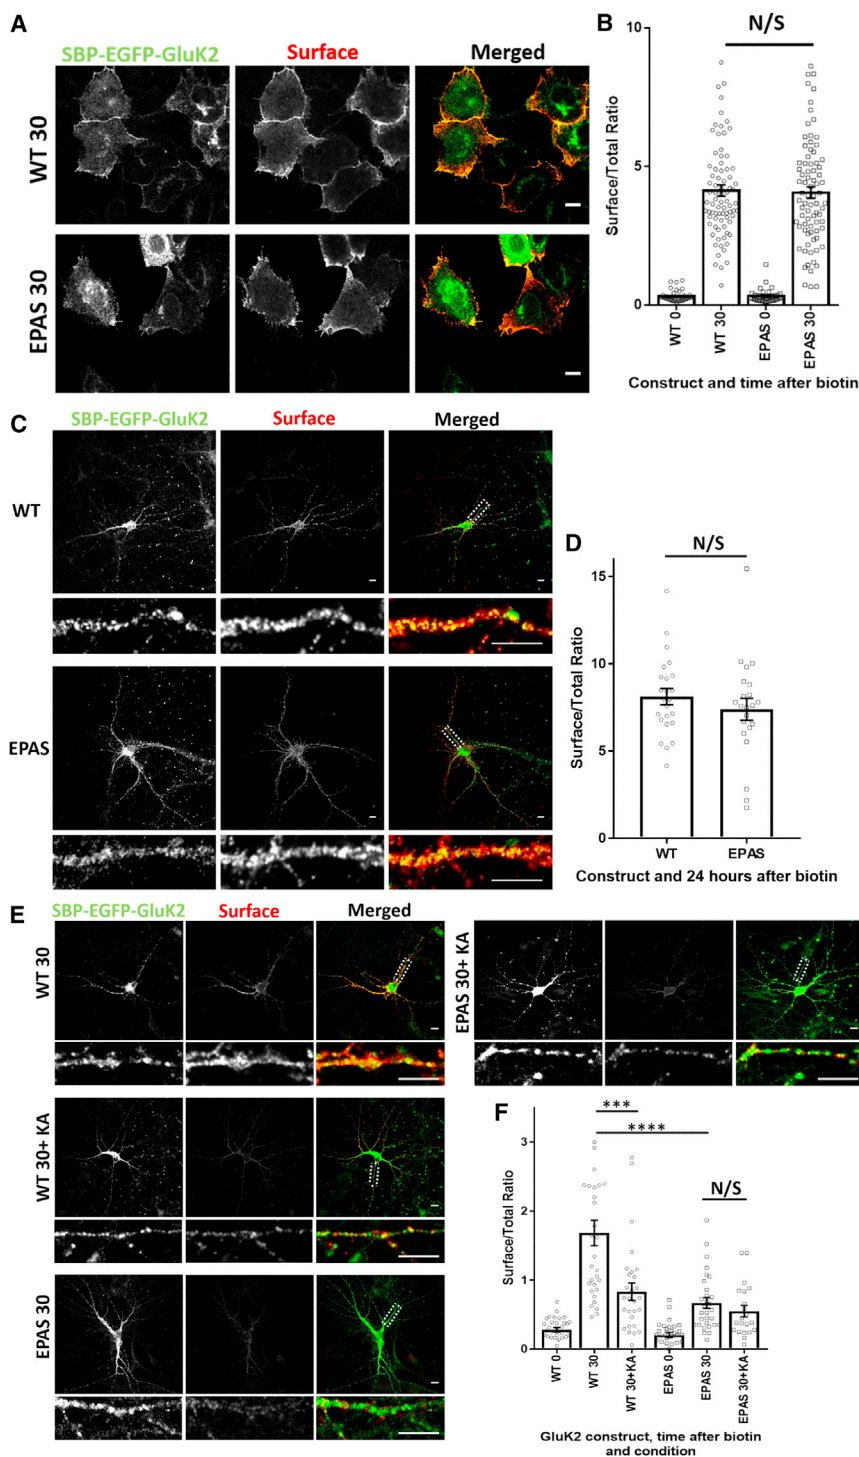 A
SBP-EGFP-GluK2
Surface
Merged
WT 30
EPAS 30
B
N/S
10
5
0
Surface/Total Ratio
WT 0
WT 30
EPAS 0
EPAS 30
Construct and time after biotin
C
SBP-EGFP-GluK2
Surface
Merged
WT
EPAS
D
N/S
15
10
5
0
Surface/Total Ratio
WT
EPAS
Construct and 24 hours after biotin
E
SBP-EGFP-GluK2
Surface
Merged
WT 30
WT 30+ KA
EPAS 30
EPAS 30+ KA
F
***
****
N/S
3
2
1
0
Surface/Total Ratio
WT 0
WT 30
WT 30+KA
EPAS 0
EPAS 30
EPAS 30+KA
GluK2 construct, time after biotin
and condition